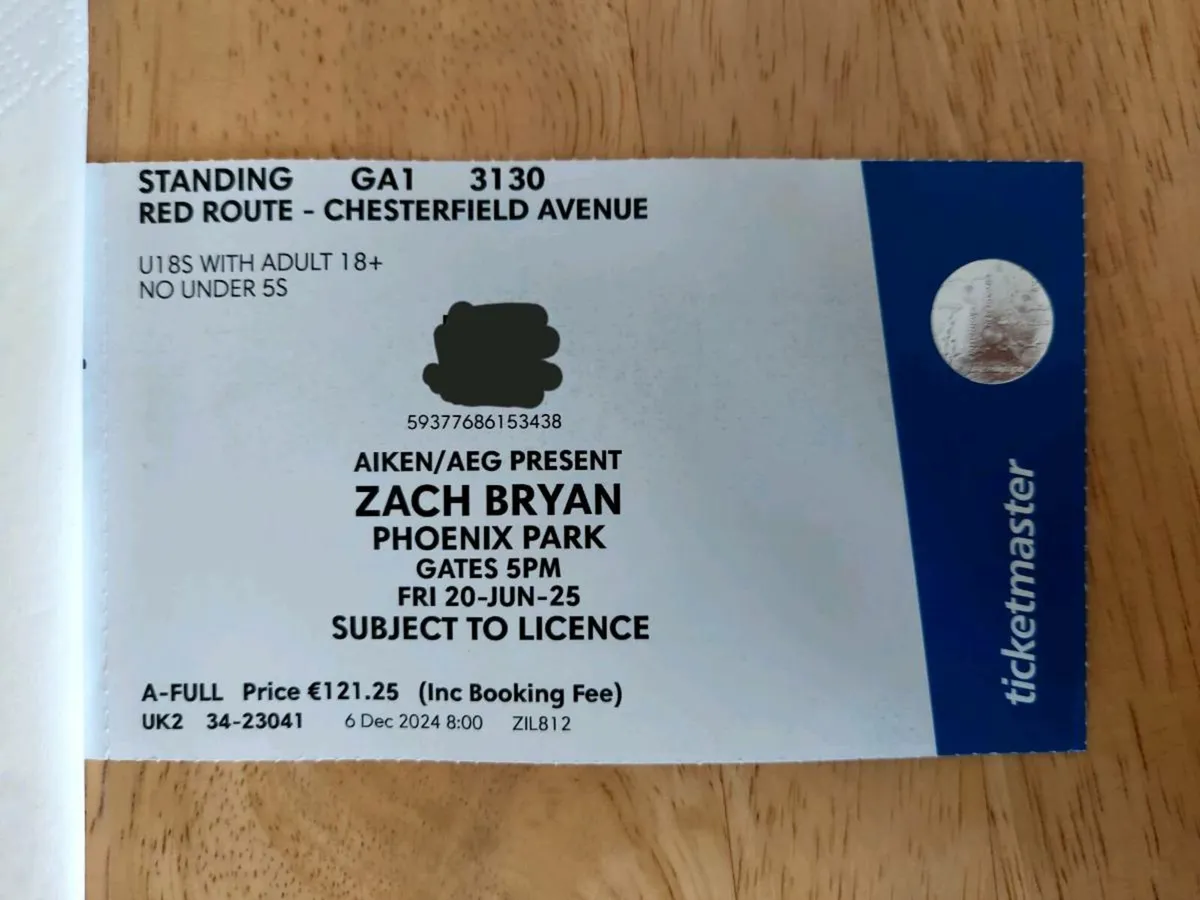 STANDING GA1 3130
RED ROUTE - CHESTERFIELD AVENUE
U18S WITH ADULT 18+
NO UNDER 5S
59377686153438
AIKEN/AEG PRESENT
ZACH BRYAN
PHOENIX PARK
GATES 5PM
FRI 20-JUN-25
SUBJECT TO LICENCE
A-FULL Price €121.25 (Inc Booking Fee)
UK2 34-23041 6 Dec 2024 8:00 ZIL812
ticketmaster